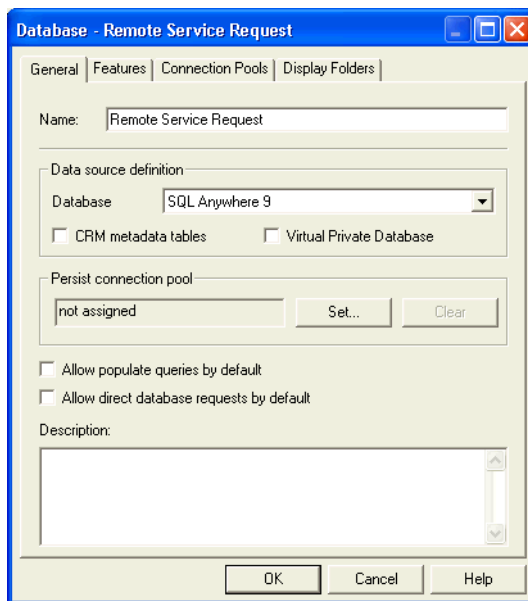 Database - Remote Service Request
General Features Connection Pools Display Folders
Name: Remote Service Request
Data source definition
Database SQL Anywhere 9
CRM metadata tables Virtual Private Database
Persist connection pool
not assigned Set... Clear
Allow populate queries by default
Allow direct database requests by default
Description:
OK Cancel Help